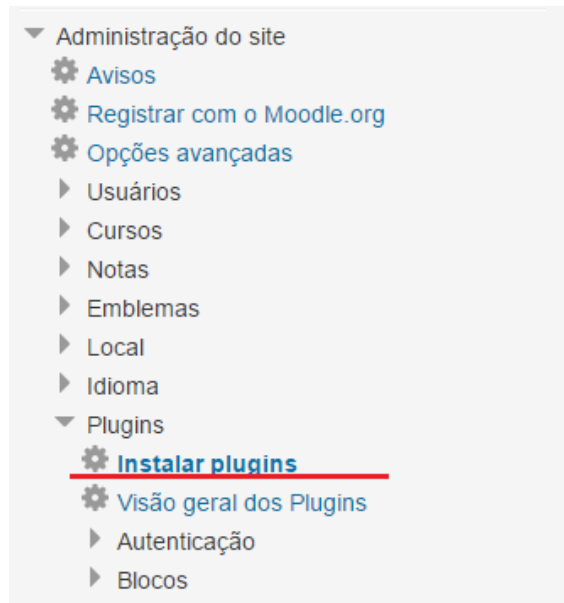 Administração do site
Avisos
Registrar com o Moodle.org
Opções avançadas
Usuários
Cursos
Notas
Emblemas
Local
Idioma
Plugins
Instalar plugins
Visão geral dos Plugins
Autenticação
Blocos